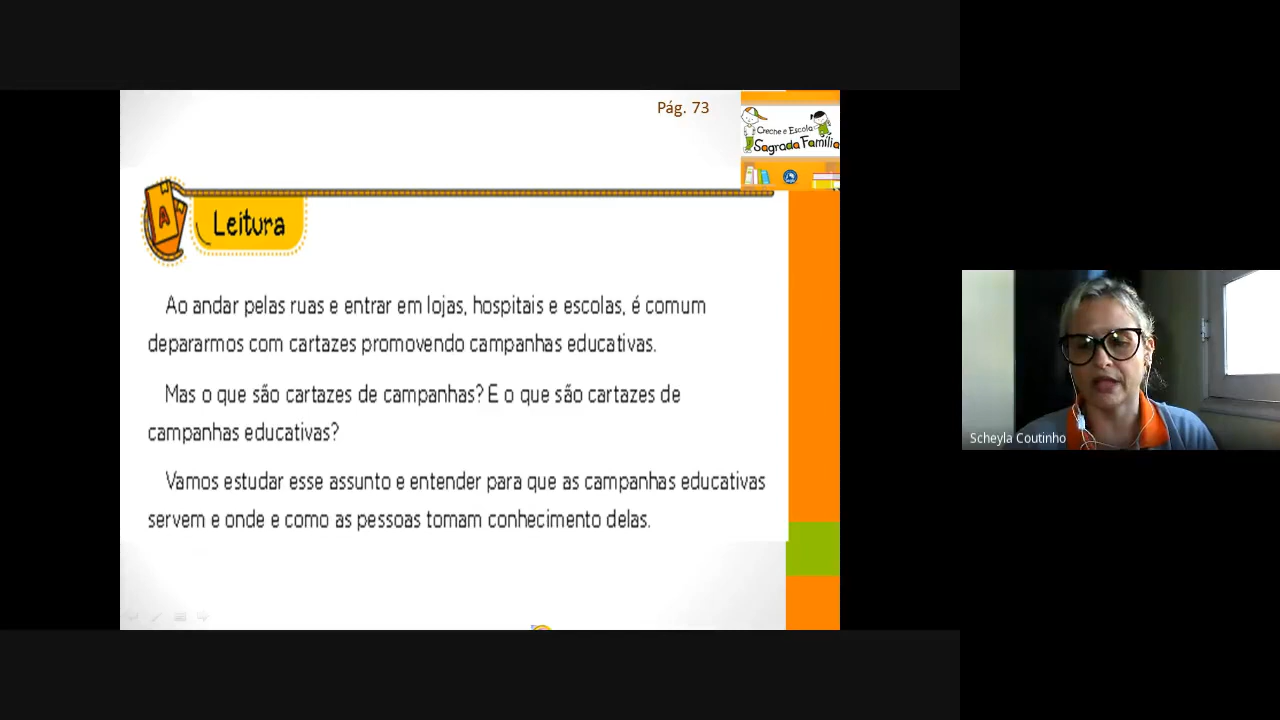 Pág. 73
Creche e Escola
Sagrada Família
A
Leitura
Ao andar pelas ruas e entrar em lojas, hospitais e escolas, é comum
depararmos com cartazes promovendo campanhas educativas.
Mas o que são cartazes de campanhas? E o que são cartazes de
campanhas educativas?
Vamos estudar esse assunto e entender para que as campanhas educativas
servem e onde e como as pessoas tomam conhecimento delas.
Scheyla Coutinho